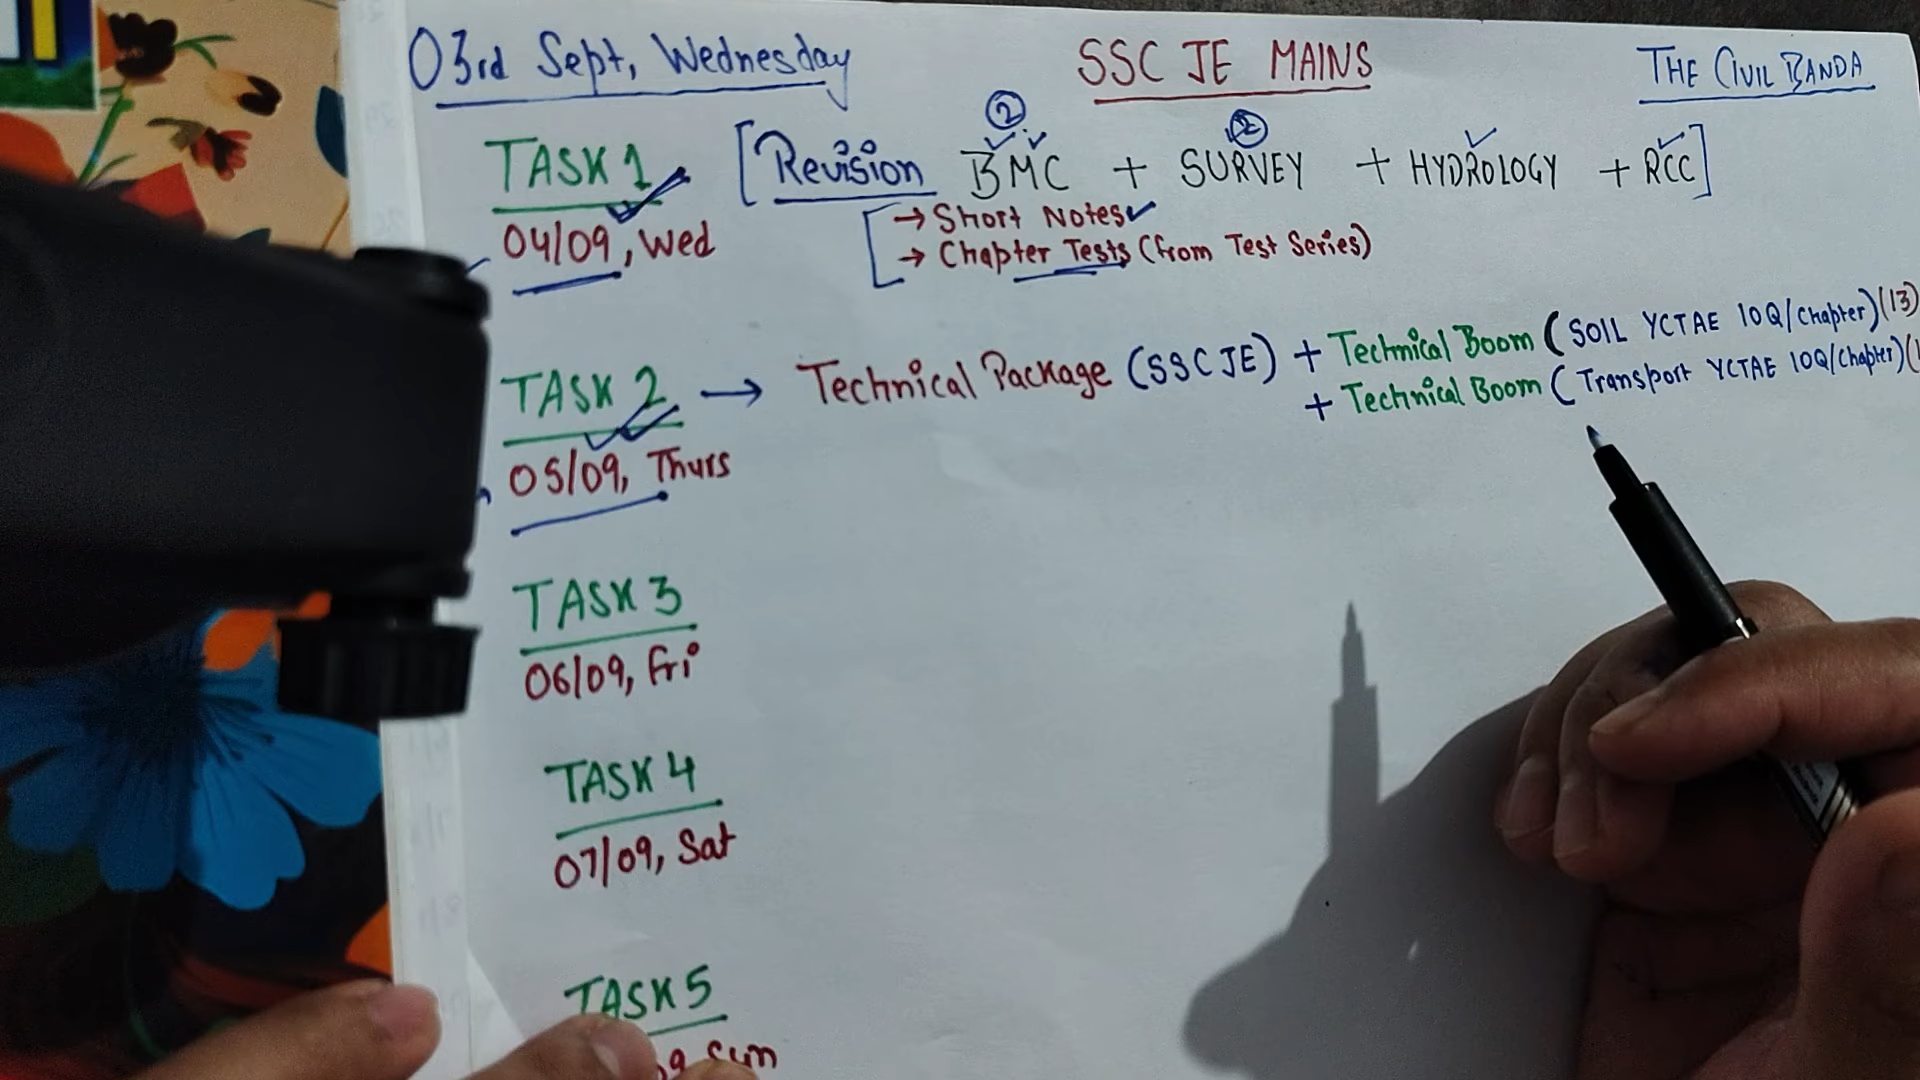 03rd Sept, Wednesday SSC JE MAINS THE CIVIL BANDA
② ②
TASK 1 [Revision BMC + SURVEY + HYDROLOGY + RCC]
04/09, Wed → Short Notes
→ Chapter Tests (from Test Series)
TASK 2 → Technical Package (SSC JE) + Technical Boom (SOIL YCTAE 10Q/Chapter)(13)
+ Technical Boom (Transport YCTAE 10Q/Chapter)
05/09, Thurs
TASK 3
06/09, Fri
TASK 4
07/09, Sat
TASK 5
Sun